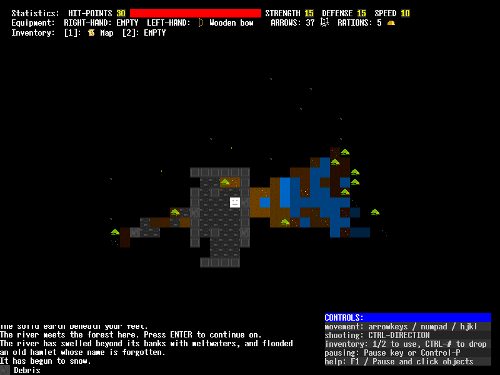 Statistics: HIT-POINTS 30 STRENGTH 15 DEFENSE 15 SPEED 10
Equipment: RIGHT-HAND: EMPTY LEFT-HAND: Wooden bow ARROWS: 37 RATIONS: 5
Inventory: [1]: Map [2]: EMPTY
the solid earth beneath your feet.
The river meets the forest here. Press ENTER to continue on.
The river has swelled beyond its banks with meltwaters, and flooded
an old hamlet whose name is forgotten.
It has begun to snow.
Debris
CONTROLS:
movement: arrowkeys / numpad / hjkl
shooting: CTRL-DIRECTION
inventory: 1/2 to use, CTRL-# to drop
pausing: Pause key or Control-P
help: F1 / Pause and click objects